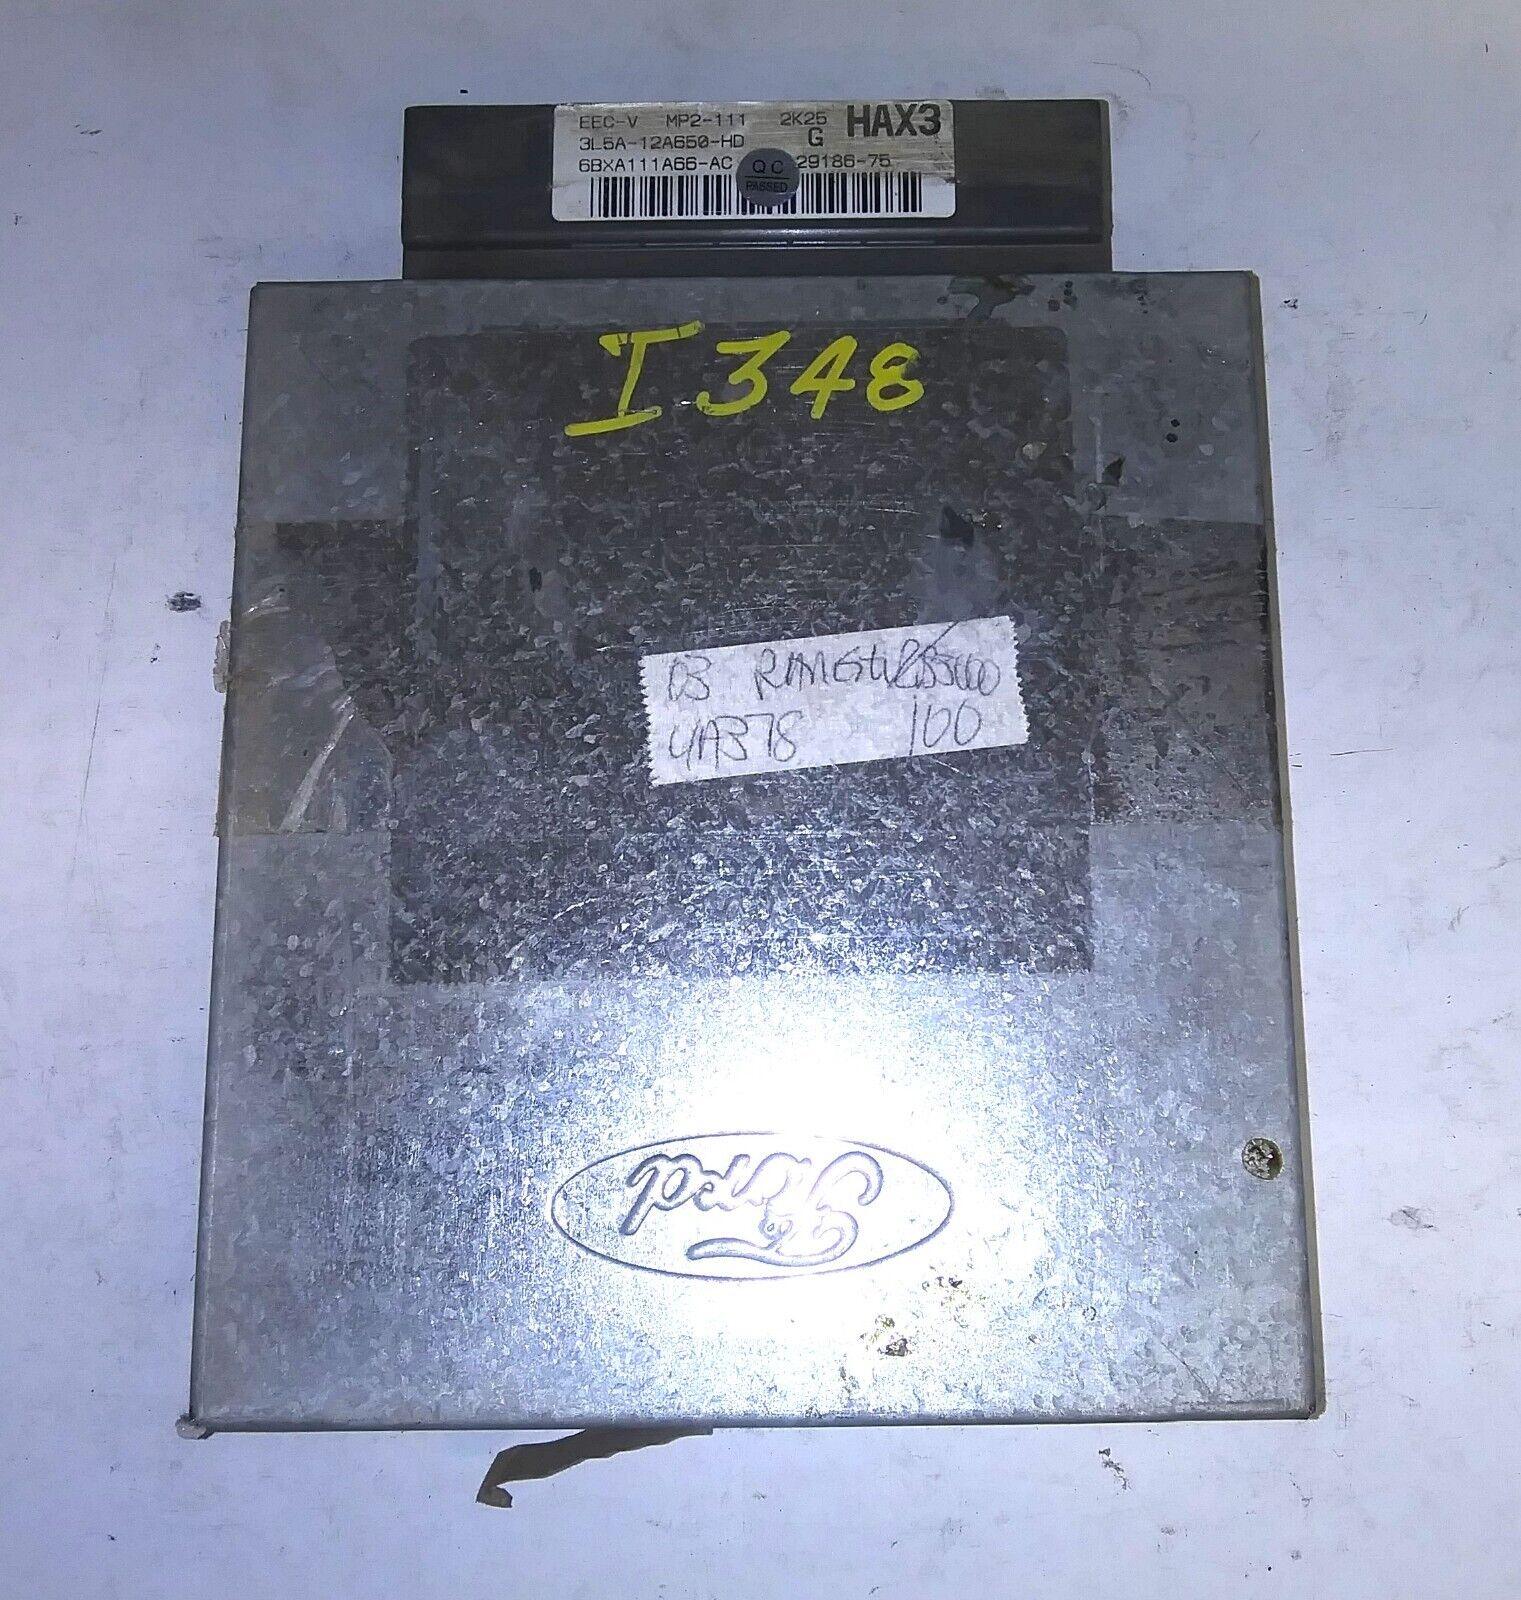 EEC-V MP2-111 2K25 HAX3
3L5A-12A650-HD G
6BXA111A66-AC 29186-75
QC
PASSED
I348
03 RANGER
4A378 100
Ford